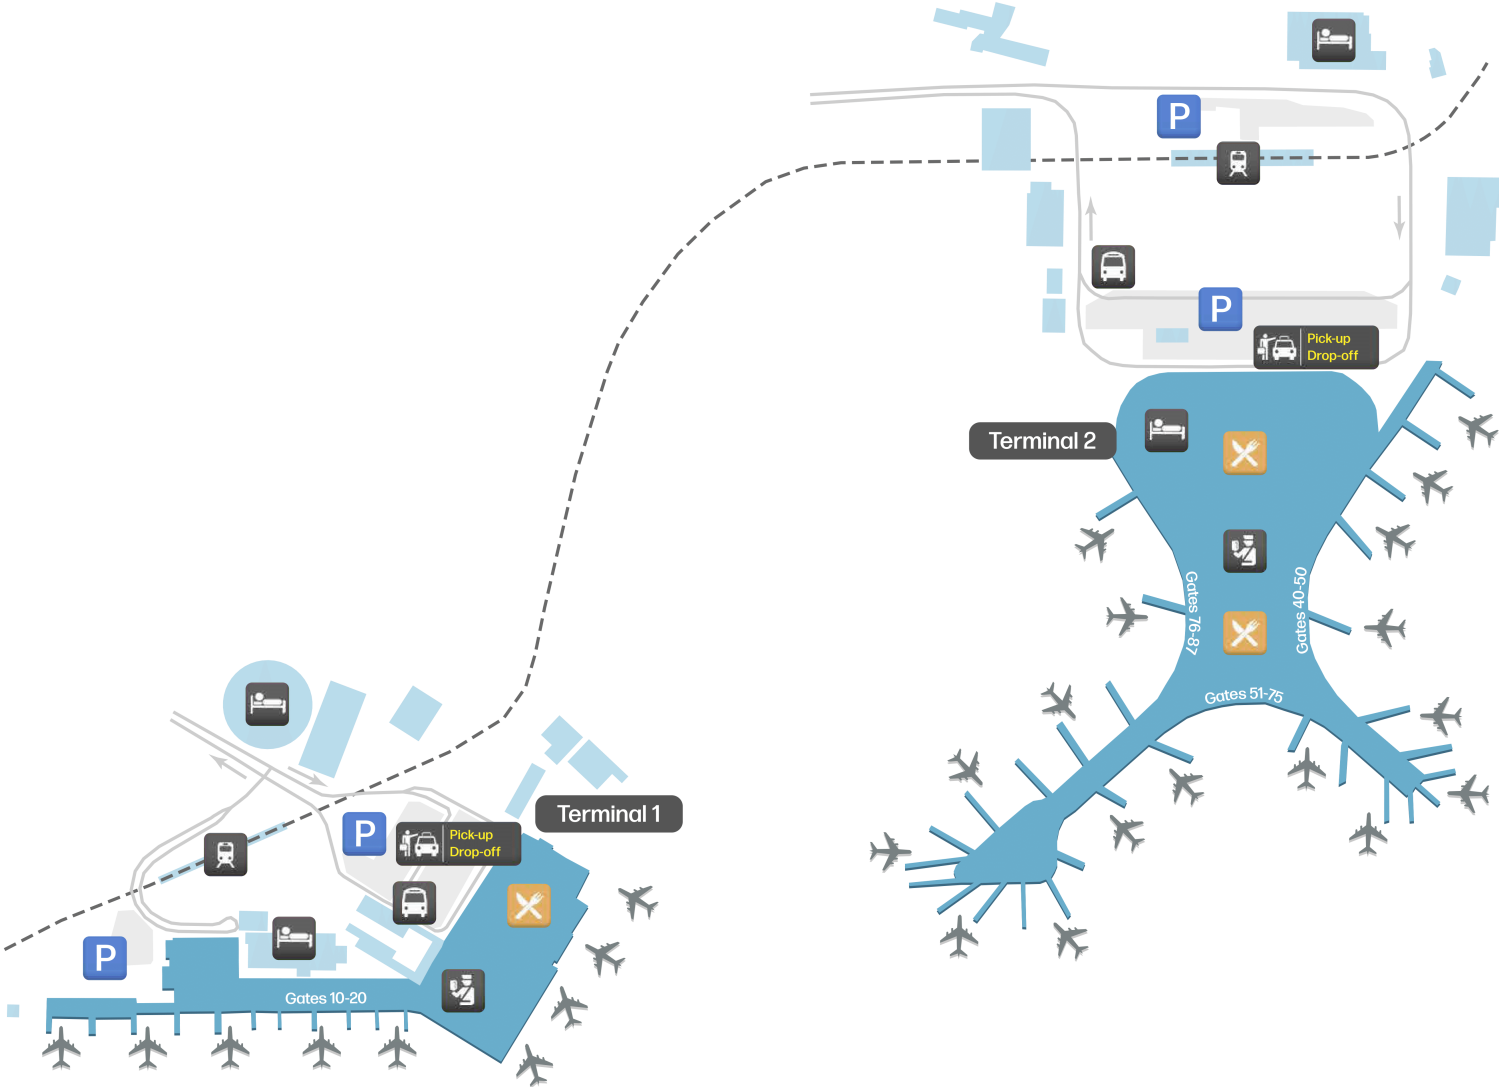 P
P
Pick-up
Drop-off
Terminal 2
Gates 76-87
Gates 40-50
Gates 51-75
Terminal 1
P
Pick-up
Drop-off
P
Gates 10-20